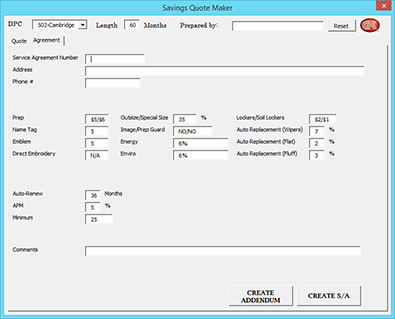 Savings Quote Maker
DPC 502-Cambridge Length 60 Months Prepared by: Reset
Quote Agreement
Service Agreement Number
Address
Phone #
Prep $5/$6 Outsize/Special Size 35 % Lockers/Soil Lockers $2/$1
Name Tag 5 Image/Prep Guard NO/NO Auto Replacement (Wipers) 7 %
Emblem 5 Energy 6% Auto Replacement (Flat) 2 %
Direct Embroidery N/A Enviro 6% Auto Replacement (Fluff) 3 %
Auto-Renew 36 Months
APM 5 %
Minimum 25
Comments
CREATE ADDENDUM CREATE S/A